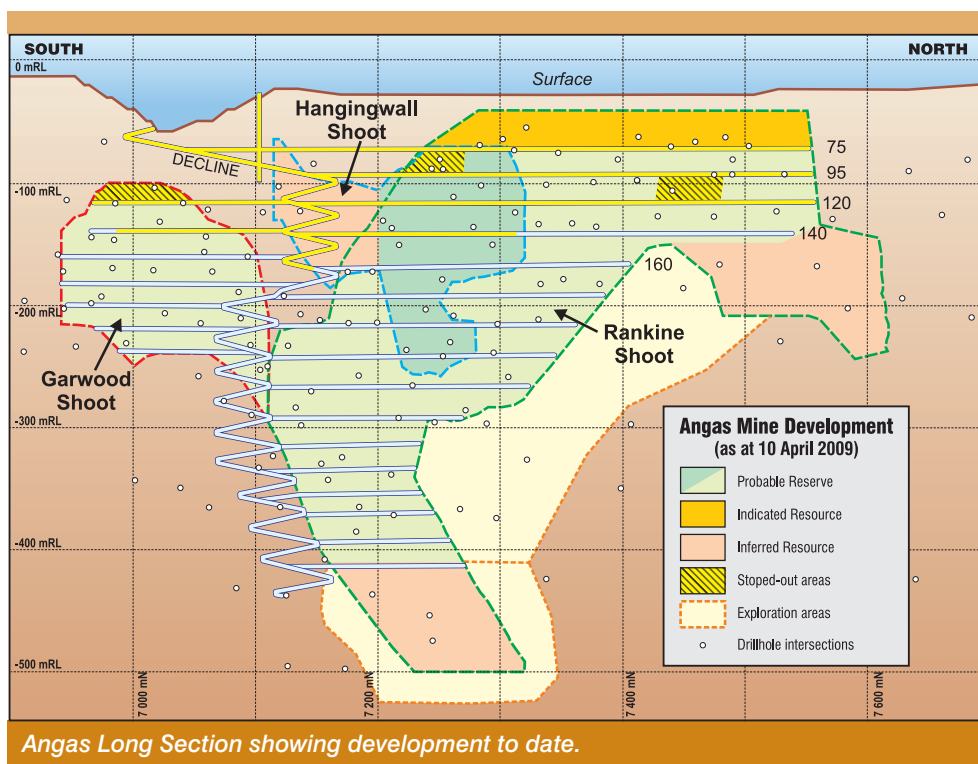 SOUTH
NORTH
0 mRL
Surface
Hangingwall
Shoot
DECLINE
75
95
-100 mRL
120
140
160
-200 mRL
Rankine
Shoot
Garwood
Shoot
-300 mRL
-400 mRL
-500 mRL
7 000 mN
7 200 mN
7 400 mN
7 600 mN
Angas Mine Development
(as at 10 April 2009)
Probable Reserve
Indicated Resource
Inferred Resource
Stoped-out areas
Exploration areas
Drillhole intersections
Angas Long Section showing development to date.